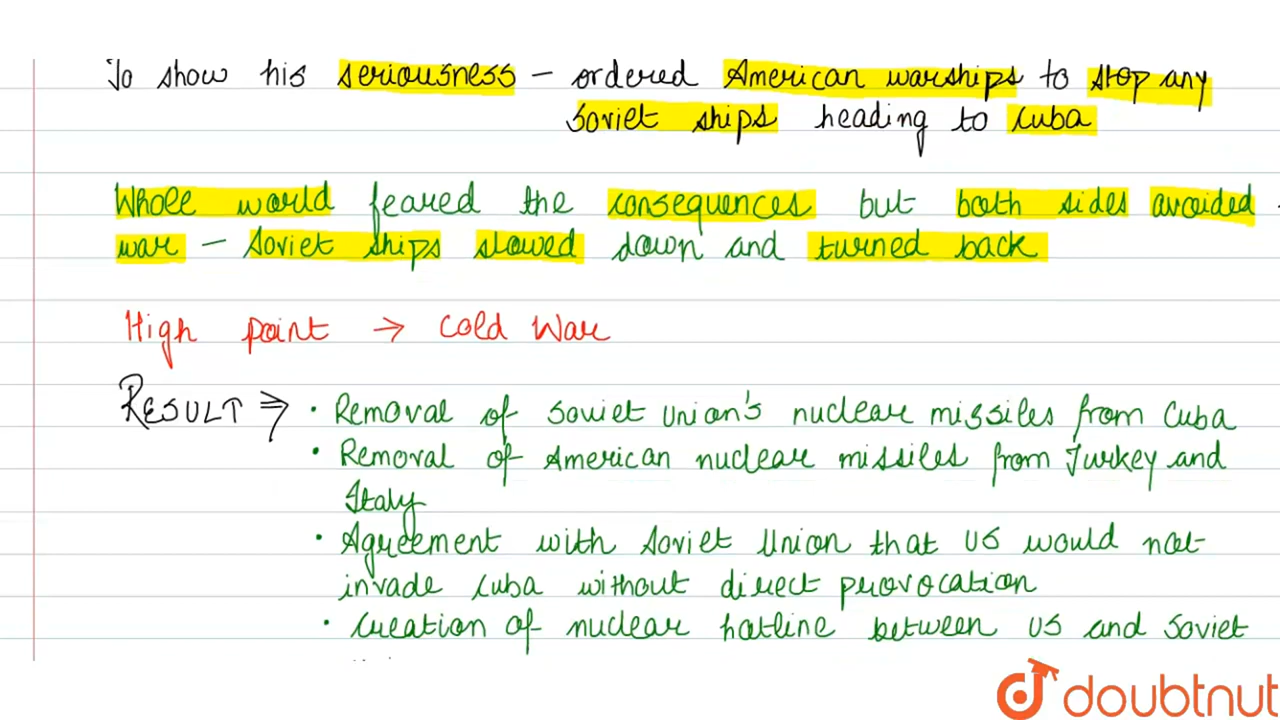 To show his seriousness - ordered American warships to stop any
Soviet ships heading to Cuba
Whole world feared the consequences but both sides avoided
war - Soviet ships slowed down and turned back
High point → Cold War
RESULT ⇒ • Removal of Soviet Union's nuclear missiles from Cuba
• Removal of American nuclear missiles from Turkey and
Italy
• Agreement with Soviet Union that US would not
invade Cuba without direct provocation
• Creation of nuclear hotline between US and Soviet
doubtnut